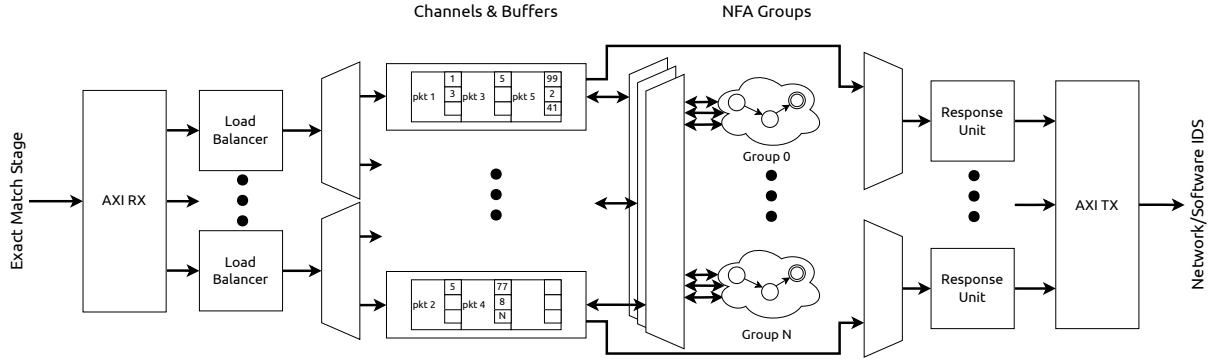 Channels & Buffers
NFA Groups
Exact Match Stage
AXI RX
Load
Balancer
Load
Balancer
pkt 1
1
3
pkt 3
5
pkt 5
99
2
41
pkt 2
5
pkt 4
77
8
N
Group 0
Group N
Response
Unit
Response
Unit
AXI TX
Network/Software IDS